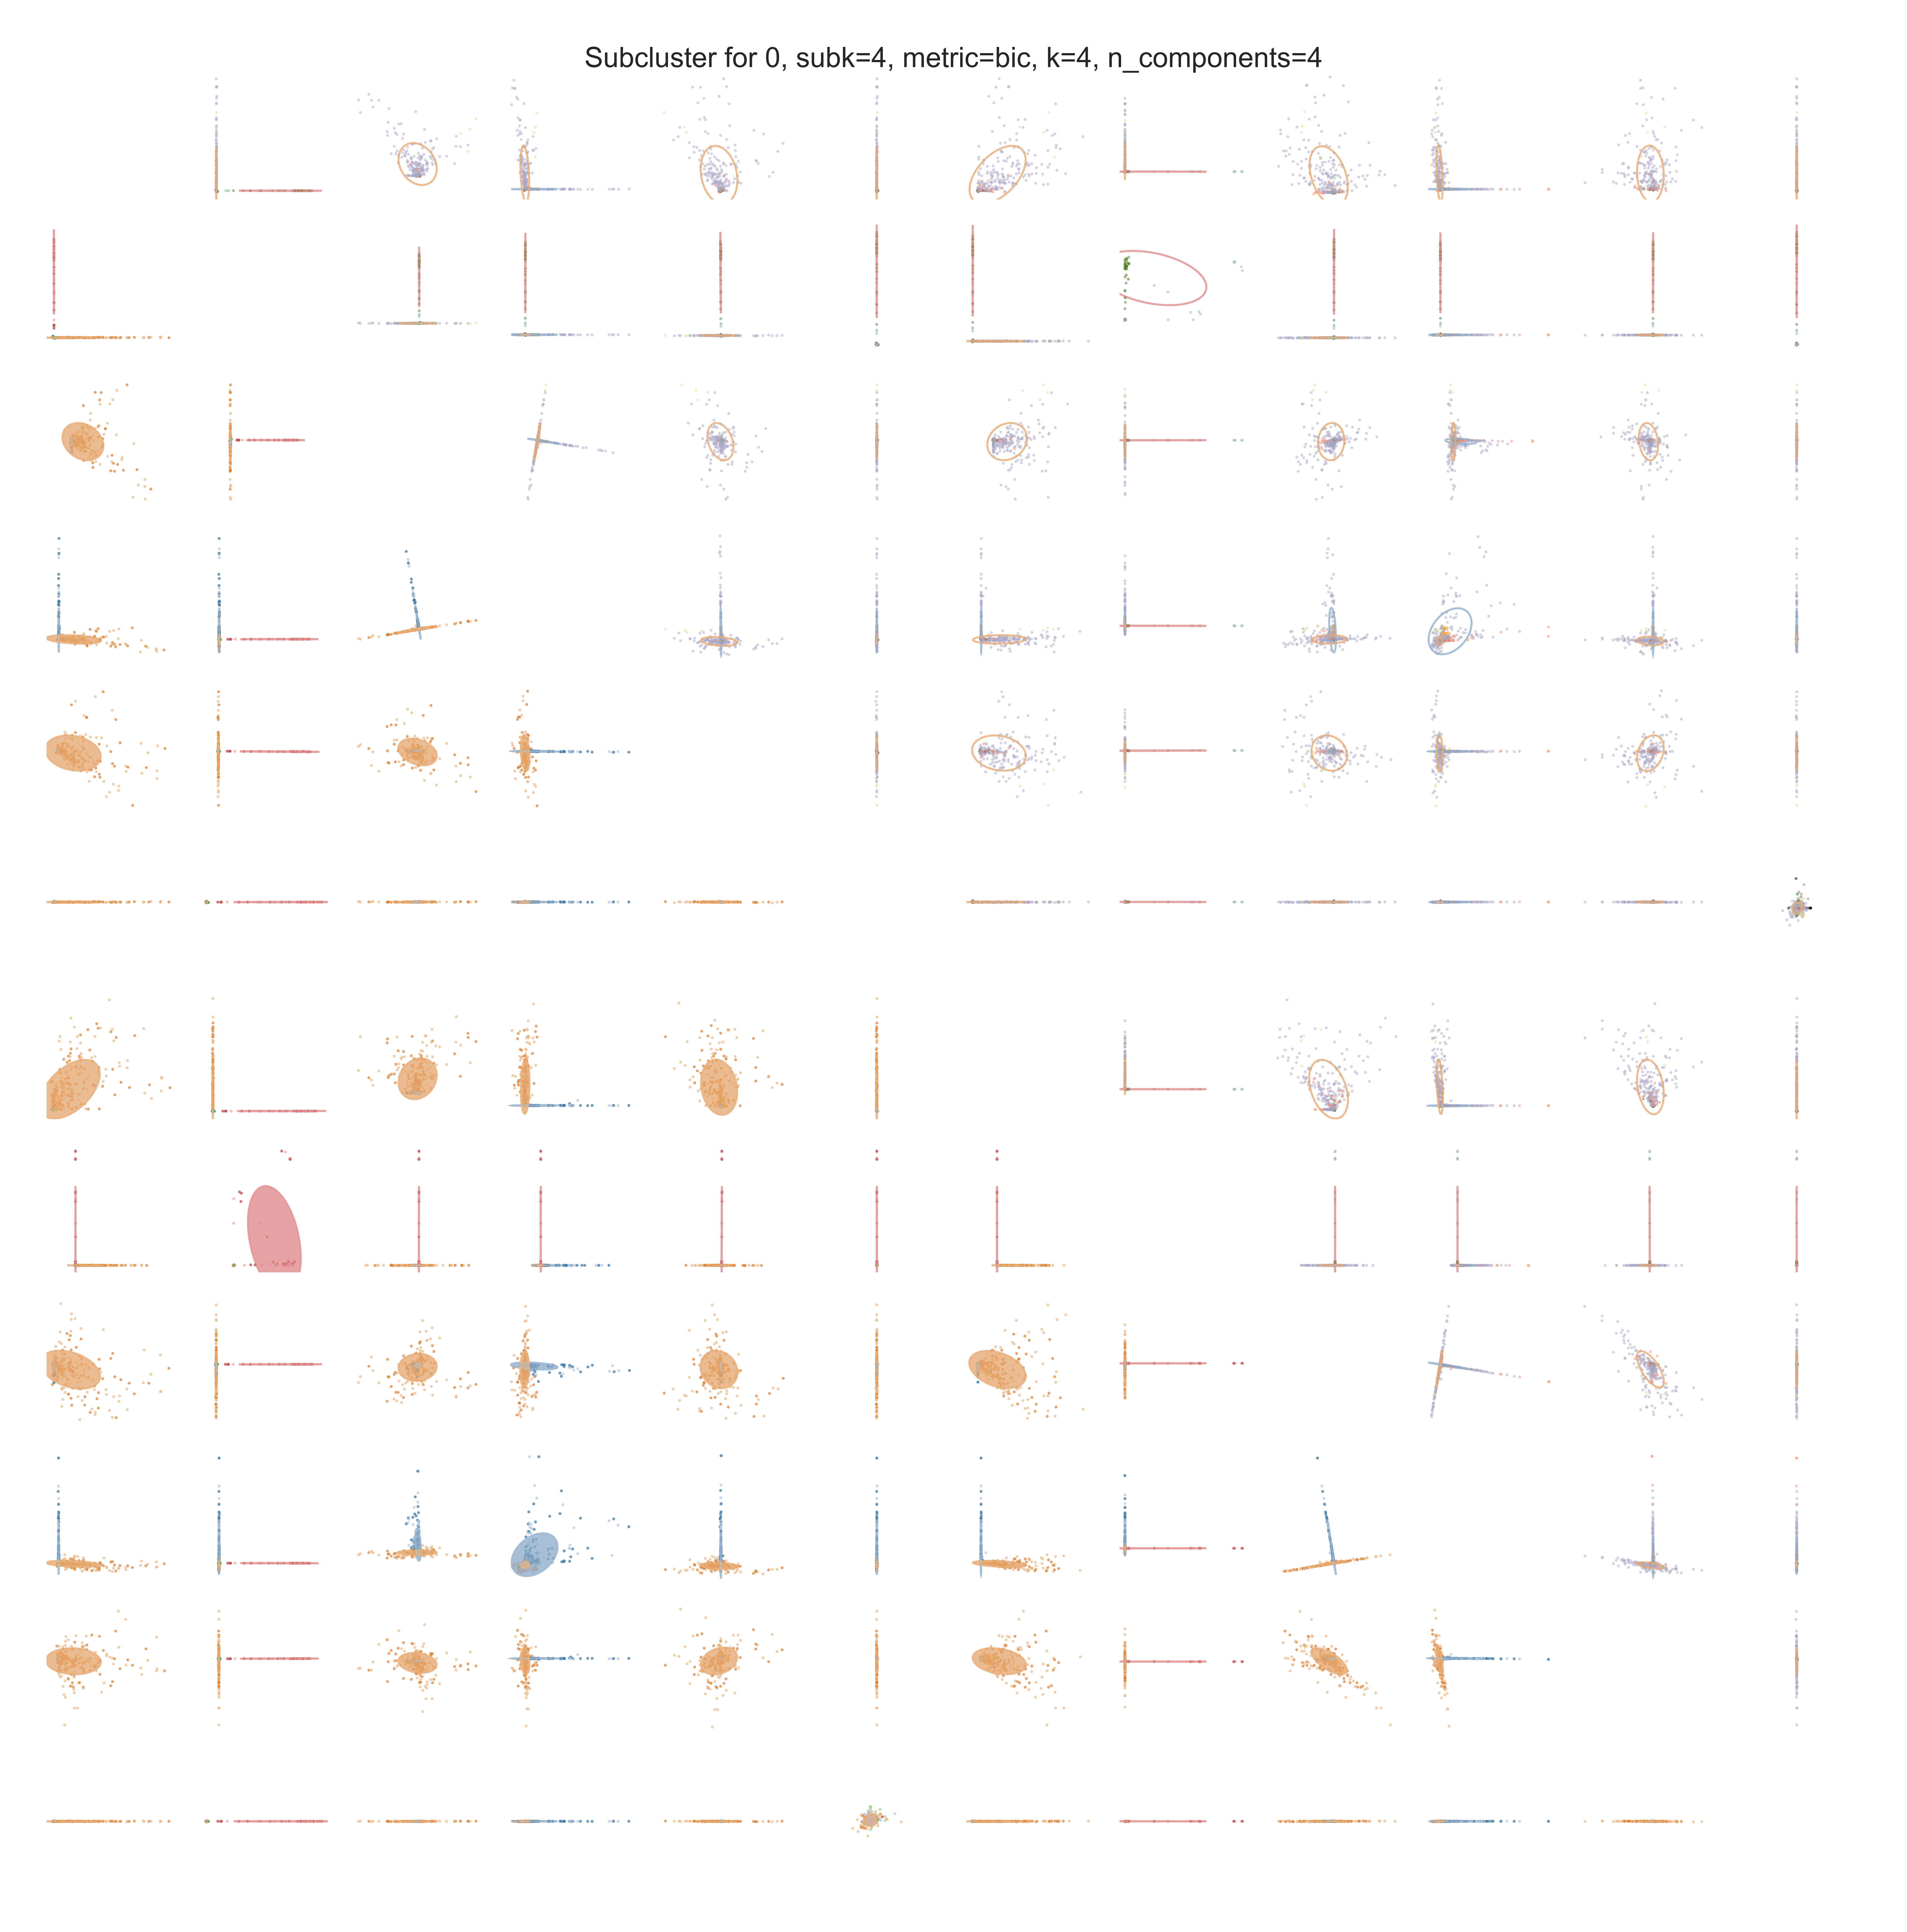 Subcluster for 0, subk=4, metric=bic, k=4, n_components=4